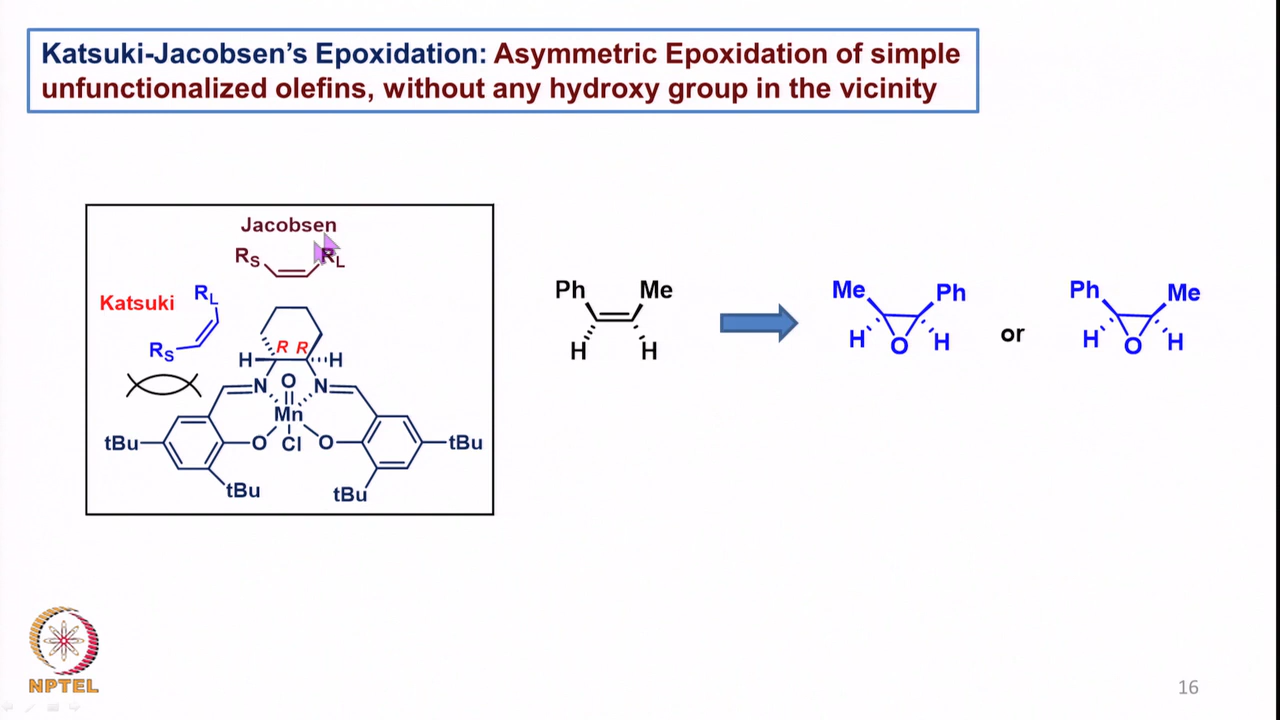 Katsuki-Jacobsen's Epoxidation: Asymmetric Epoxidation of simple
unfunctionalized olefins, without any hydroxy group in the vicinity
Jacobsen
RS RL
Katsuki
RL
RS
R R
H H
N O N
Mn
tBu O Cl O tBu
tBu tBu
Ph Me
H H
Me Ph
H O H
or
Ph Me
H O H
NPTEL
16